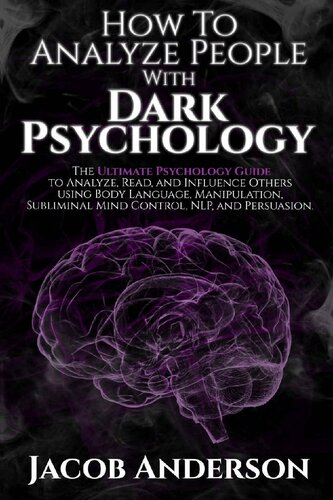 How To
Analyze People
With
Dark
Psychology
The Ultimate Psychology Guide
to Analyze, Read, and Influence Others
using Body Language, Manipulation,
Subliminal Mind Control, NLP, and Persuasion.
Jacob Anderson